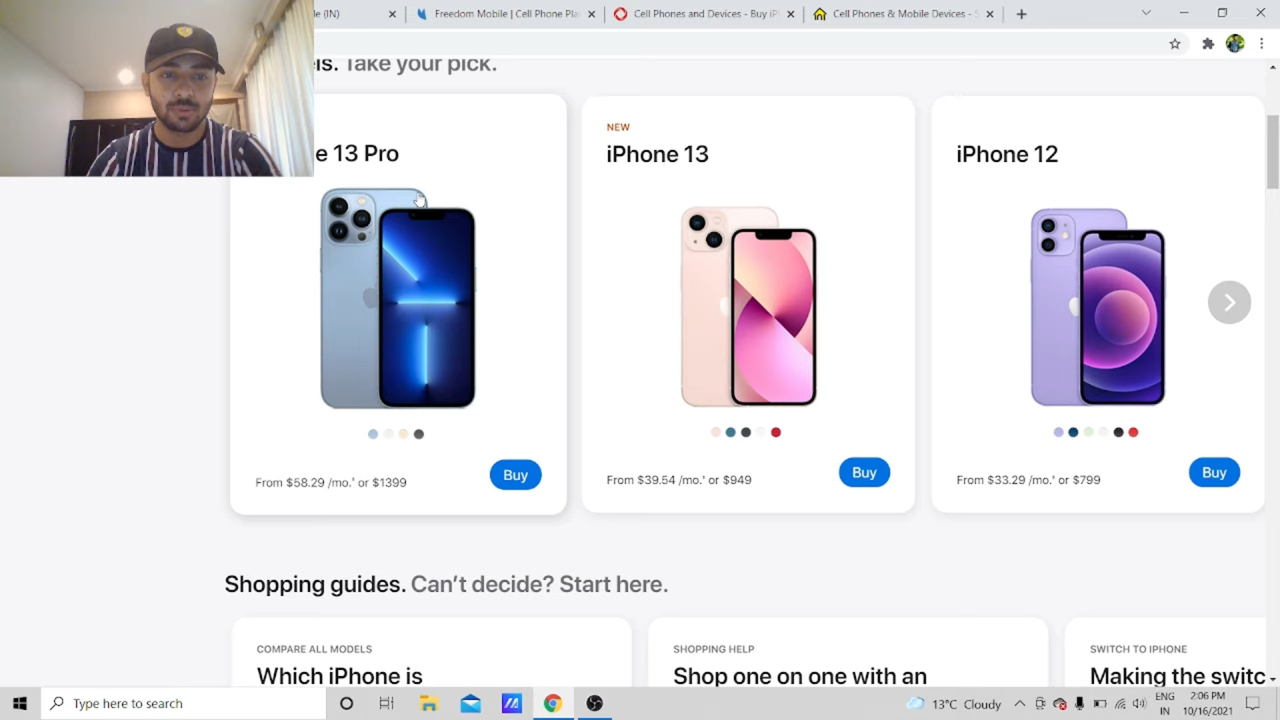 le (IN)
Freedom Mobile | Cell Phone Pla
Cell Phones and Devices - Buy iP
Cell Phones & Mobile Devices - S
ls. Take your pick.
e 13 Pro
From $58.29 /mo.† or $1399
Buy
NEW
iPhone 13
From $39.54 /mo.† or $949
Buy
iPhone 12
From $33.29 /mo.† or $799
Buy
Shopping guides. Can't decide? Start here.
COMPARE ALL MODELS
Which iPhone is
SHOPPING HELP
Shop one on one with an
SWITCH TO IPHONE
Making the switc
Type here to search
13°C Cloudy
ENG
IN
2:06 PM
10/16/2021